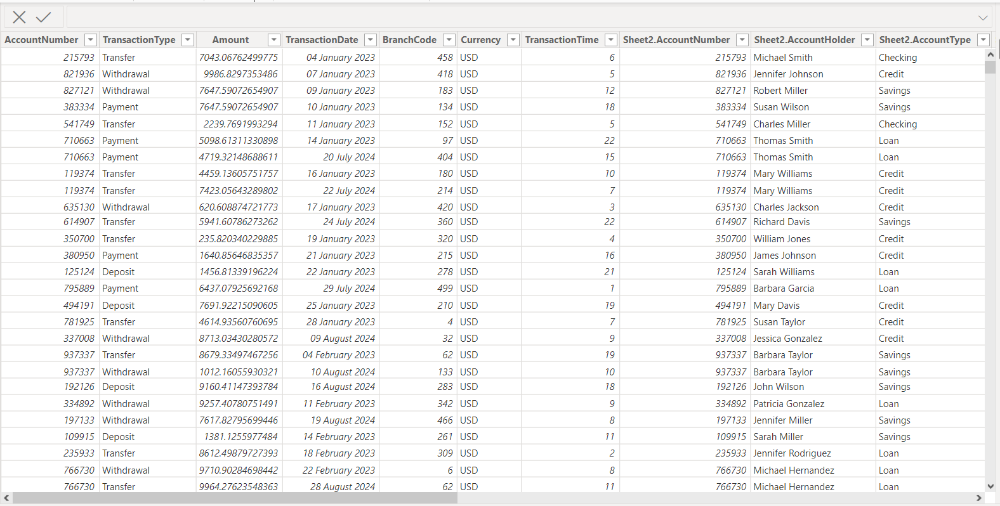 AccountNumber TransactionType Amount TransactionDate BranchCode Currency TransactionTime Sheet2.AccountNumber Sheet2.AccountHolder Sheet2.AccountType
215793 Transfer 7043.06762499775 04 January 2023 458 USD 6 215793 Michael Smith Checking
821936 Withdrawal 9986.8297353486 07 January 2023 418 USD 5 821936 Jennifer Johnson Credit
827121 Withdrawal 7647.59072654907 09 January 2023 183 USD 12 827121 Robert Miller Savings
383334 Payment 7647.59072654907 10 January 2023 134 USD 18 383334 Susan Wilson Savings
541749 Transfer 2239.7691993294 11 January 2023 152 USD 5 541749 Charles Miller Checking
710663 Payment 5098.61311330898 14 January 2023 97 USD 22 710663 Thomas Smith Loan
710663 Payment 4719.32148688611 20 July 2024 404 USD 15 710663 Thomas Smith Loan
119374 Transfer 4459.13605751757 16 January 2023 180 USD 10 119374 Mary Williams Credit
119374 Transfer 7423.05643289802 22 July 2024 214 USD 7 119374 Mary Williams Credit
635130 Withdrawal 620.608874721773 17 January 2023 420 USD 3 635130 Charles Jackson Credit
614907 Transfer 5941.60786273262 24 July 2024 360 USD 22 614907 Richard Davis Savings
350700 Transfer 235.820340229885 19 January 2023 320 USD 4 350700 William Jones Credit
380950 Payment 1640.85646835357 21 January 2023 215 USD 16 380950 James Johnson Credit
125124 Deposit 1456.81339196224 22 January 2023 278 USD 21 125124 Sarah Williams Loan
795889 Payment 6437.07925692168 29 July 2024 499 USD 1 795889 Barbara Garcia Loan
494191 Deposit 7691.92215090605 25 January 2023 210 USD 19 494191 Mary Davis Credit
781925 Transfer 4614.93560760695 28 January 2023 4 USD 7 781925 Susan Taylor Credit
337008 Withdrawal 8713.03430280572 09 August 2024 32 USD 9 337008 Jessica Gonzalez Credit
937337 Transfer 8679.33497467256 04 February 2023 62 USD 19 937337 Barbara Taylor Savings
937337 Withdrawal 1012.16055930321 10 August 2024 133 USD 10 937337 Barbara Taylor Savings
192126 Deposit 9160.41147393784 16 August 2024 283 USD 18 192126 John Wilson Savings
334892 Withdrawal 9257.40780751491 11 February 2023 342 USD 9 334892 Patricia Gonzalez Loan
197133 Withdrawal 7617.82795699446 19 August 2024 466 USD 8 197133 Jennifer Miller Savings
109915 Deposit 1381.1255977484 14 February 2023 261 USD 11 109915 Sarah Miller Savings
235933 Transfer 8612.49879727393 18 February 2023 309 USD 2 235933 Jennifer Rodriguez Loan
766730 Withdrawal 9710.90284698442 22 February 2023 6 USD 8 766730 Michael Hernandez Loan
766730 Transfer 9964.27623548363 28 August 2024 62 USD 11 766730 Michael Hernandez Loan